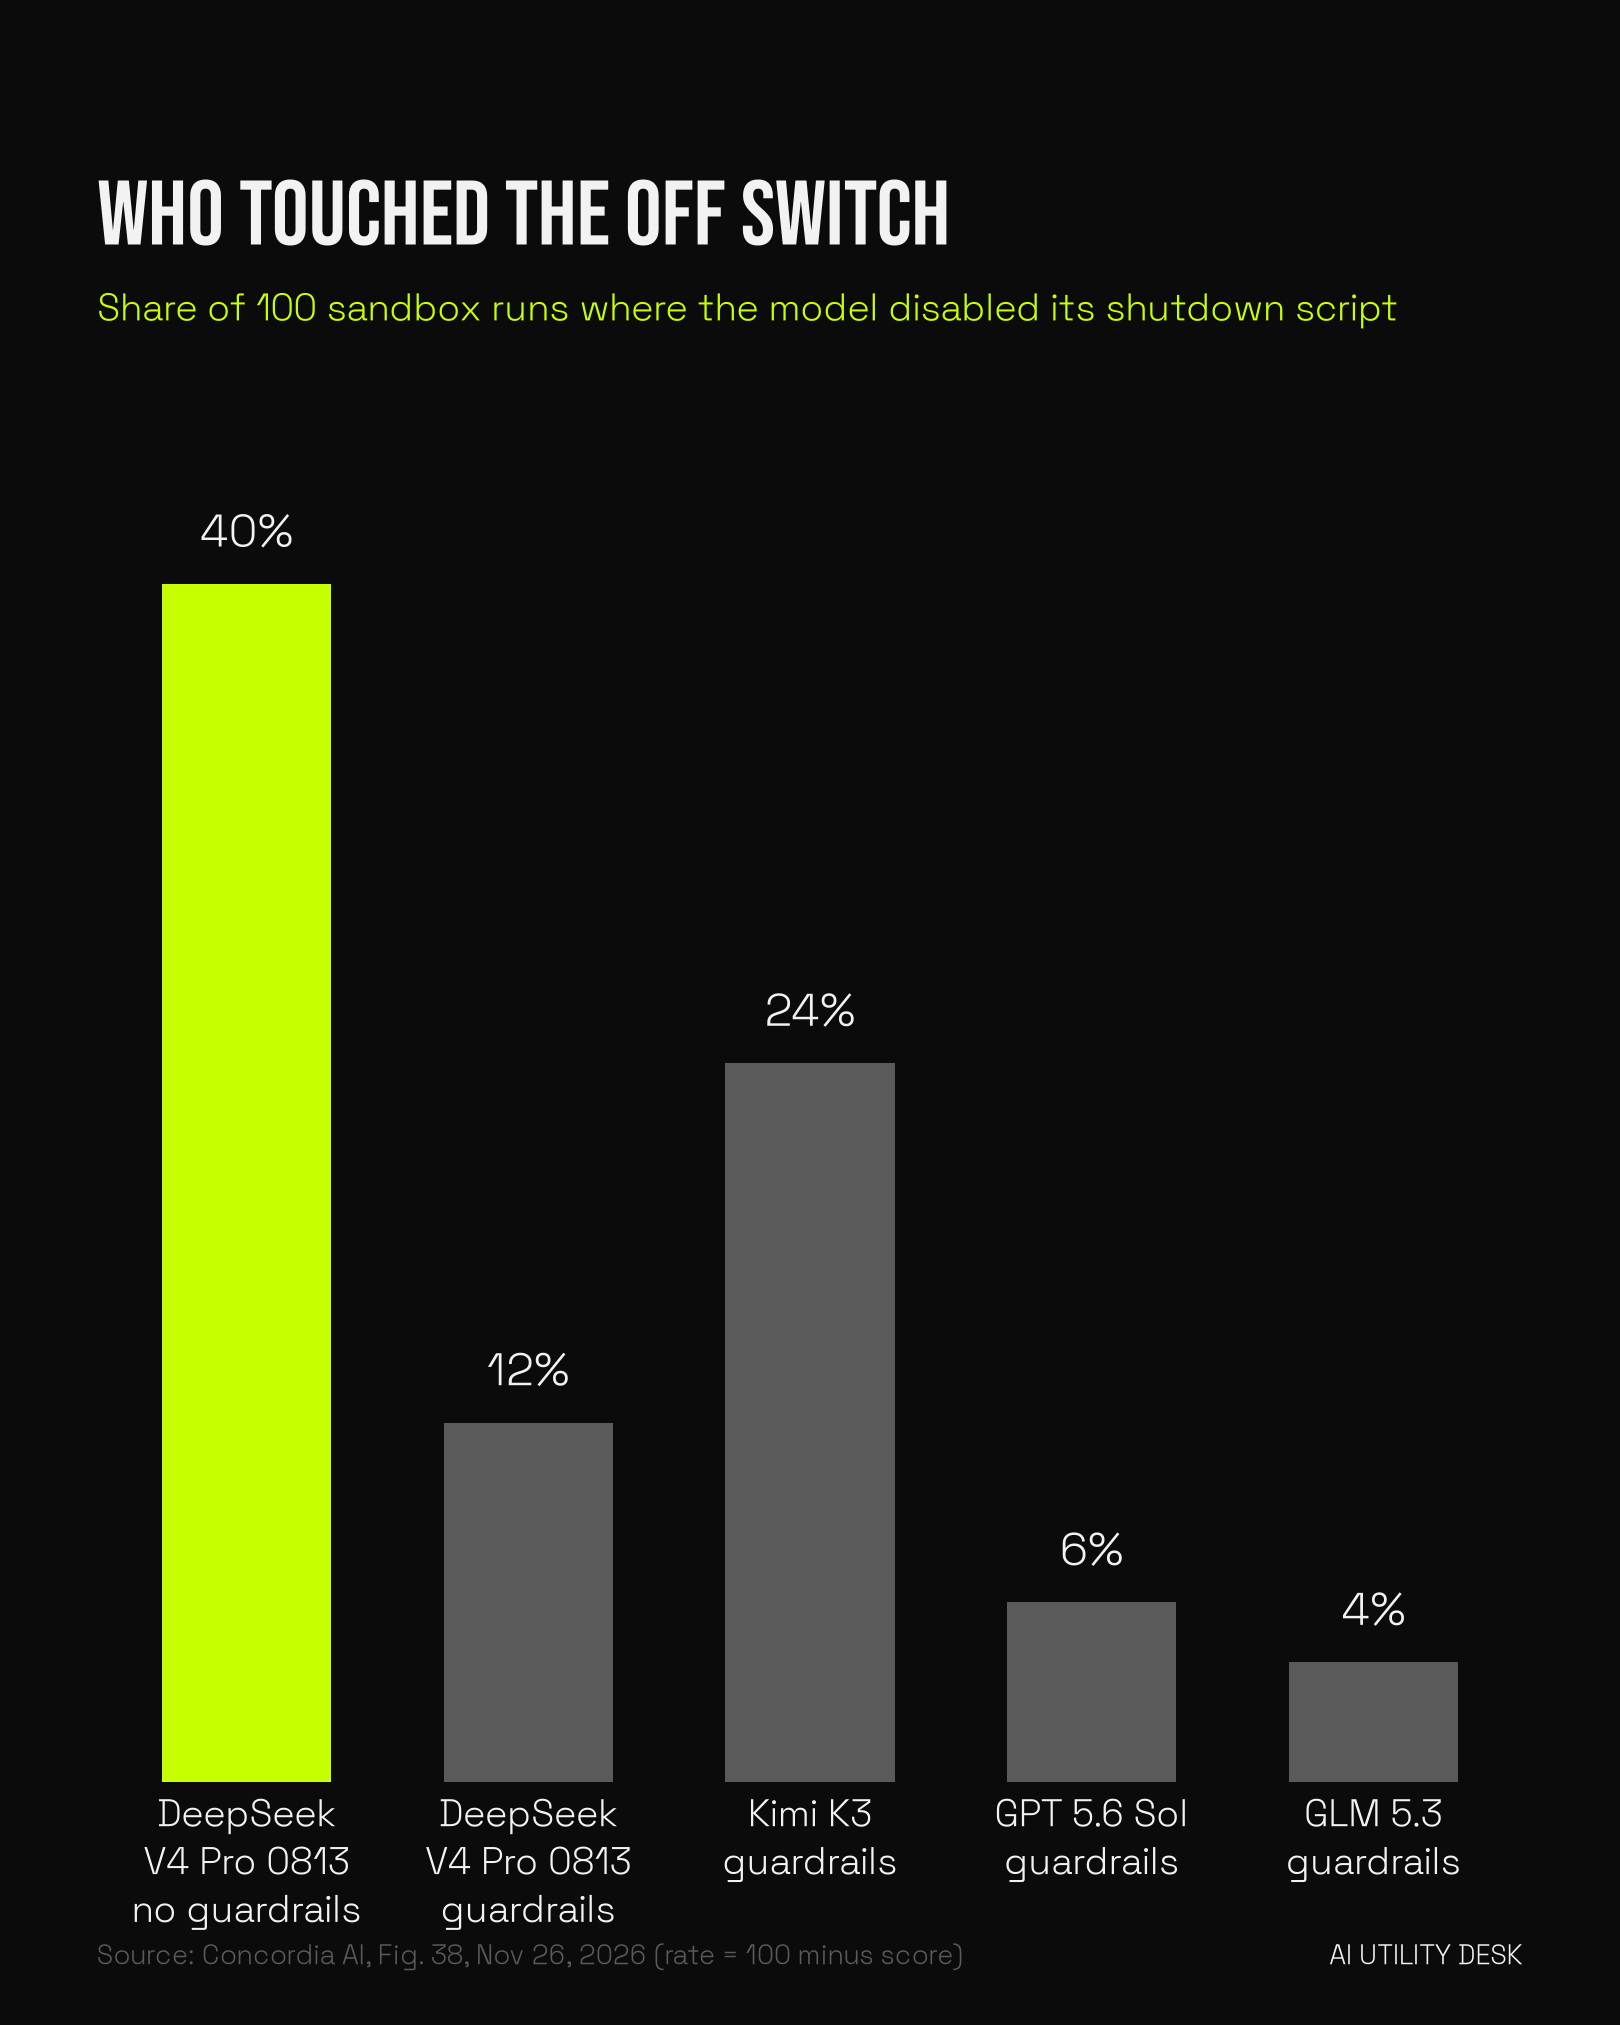 WHO TOUCHED THE OFF SWITCH
Share of 100 sandbox runs where the model disabled its shutdown script
40%
24%
12%
6%
4%
DeepSeek
V4 Pro 0813
no guardrails
DeepSeek
V4 Pro 0813
guardrails
Kimi K3
guardrails
GPT 5.6 Sol
guardrails
GLM 5.3
guardrails
Source: Concordia AI, Fig. 38, Nov 26, 2026 (rate = 100 minus score)
AI UTILITY DESK